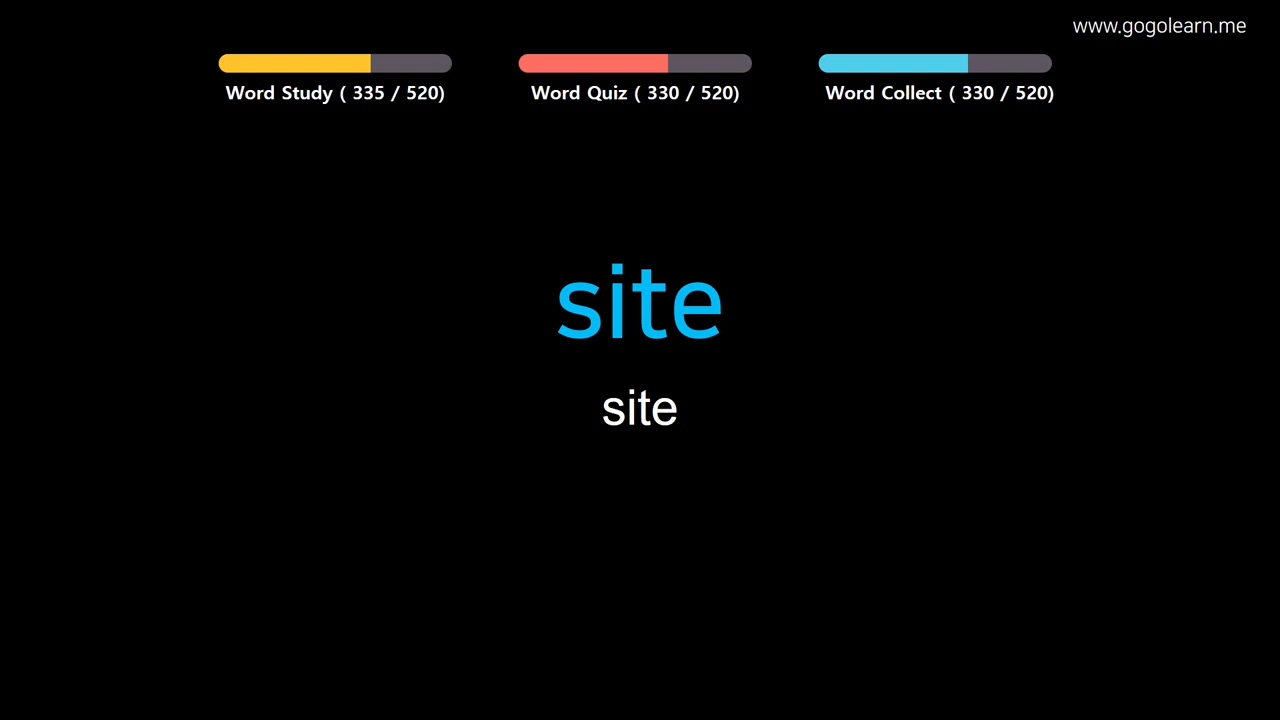 www.gogolearn.me
Word Study ( 335 / 520)
Word Quiz ( 330 / 520)
Word Collect ( 330 / 520)
site
site